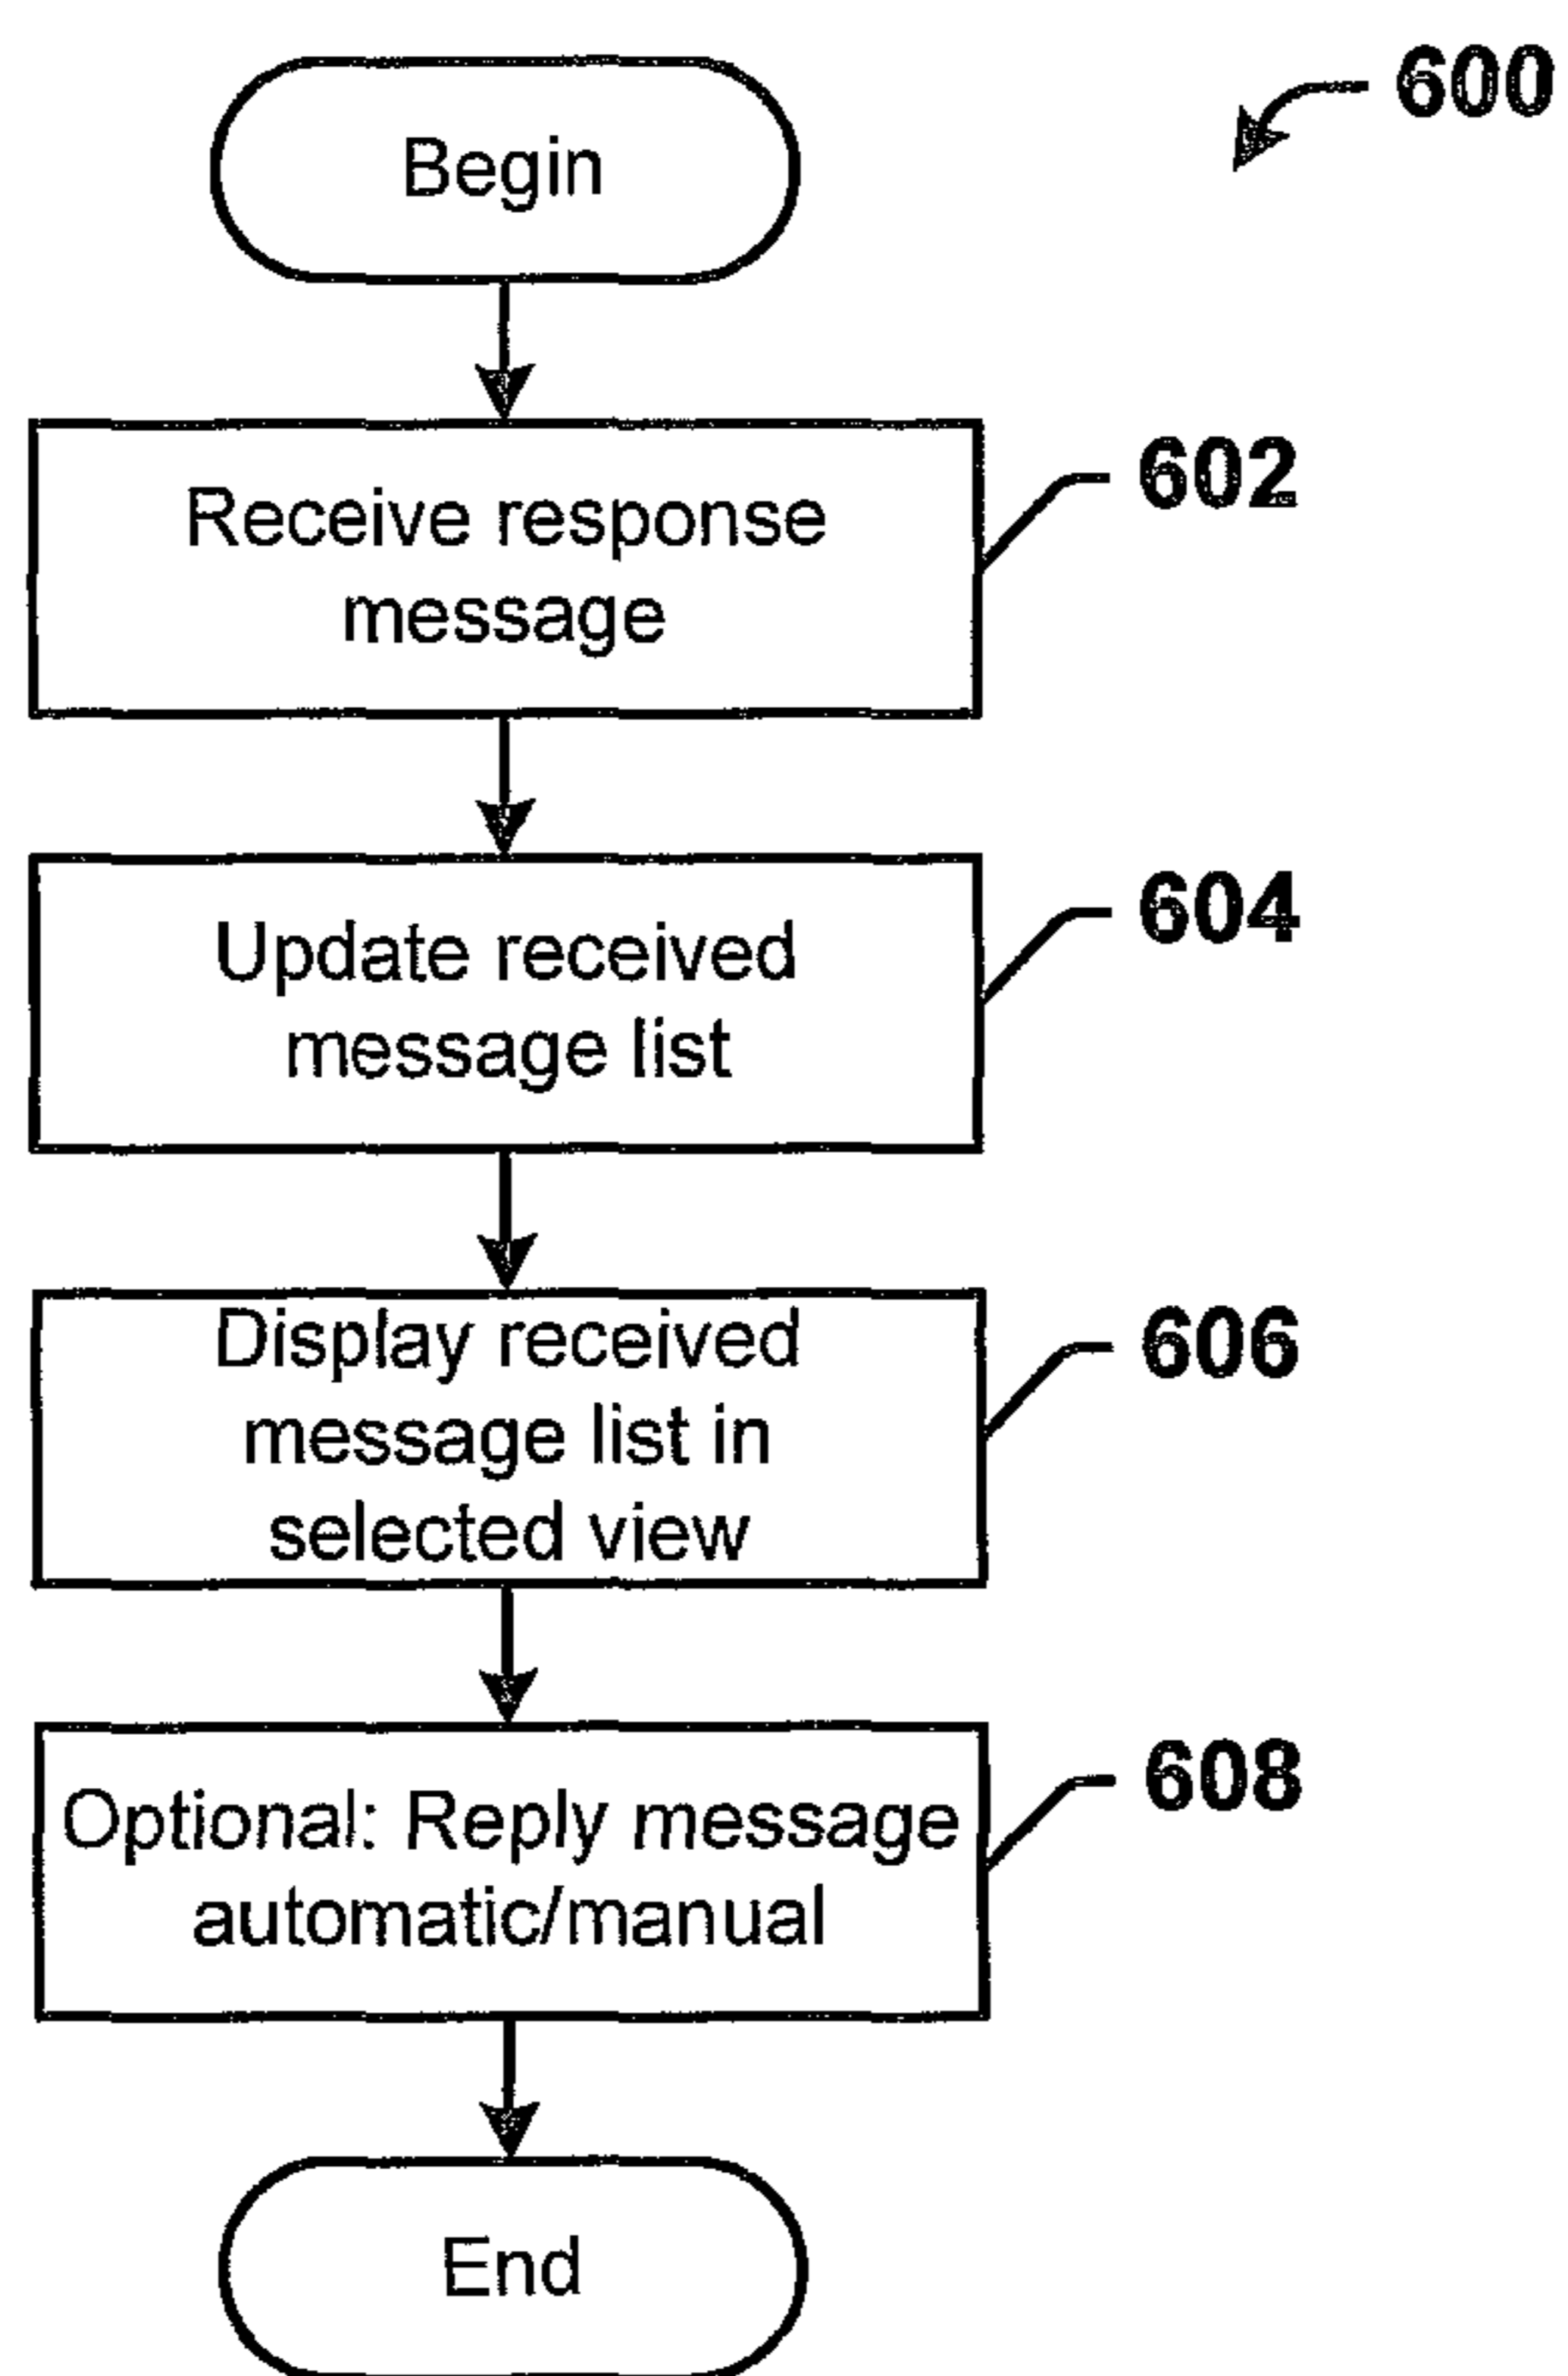 Begin
600
Receive response
message
602
Update received
message list
604
Display received
message list in
selected view
606
Optional: Reply message
automatic/manual
608
End